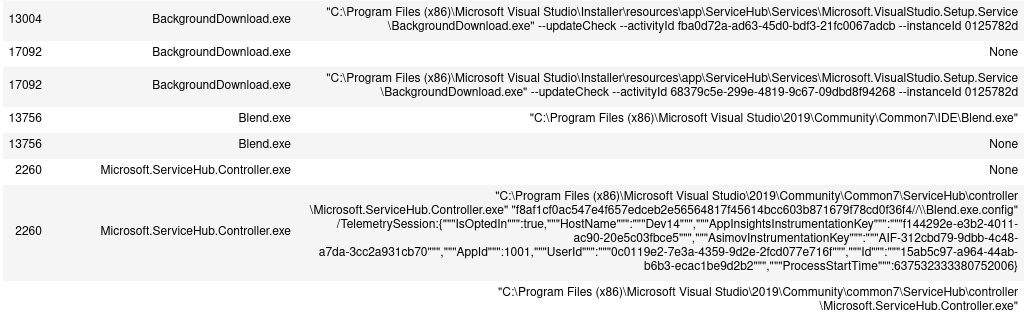 13004 BackgroundDownload.exe "C:\Program Files (x86)\Microsoft Visual Studio\Installer\resources\app\ServiceHub\Services\Microsoft.VisualStudio.Setup.Service
\BackgroundDownload.exe" --updateCheck --activityId fba0d72a-ad63-45d0-bdf3-21fc0067adcb --instanceId 0125782d
17092 BackgroundDownload.exe None
17092 BackgroundDownload.exe "C:\Program Files (x86)\Microsoft Visual Studio\Installer\resources\app\ServiceHub\Services\Microsoft.VisualStudio.Setup.Service
\BackgroundDownload.exe" --updateCheck --activityId 68379c5e-299e-4819-9c67-09dbd8f94268 --instanceId 0125782d
13756 Blend.exe "C:\Program Files (x86)\Microsoft Visual Studio\2019\Community\Common7\IDE\Blend.exe"
13756 Blend.exe None
2260 Microsoft.ServiceHub.Controller.exe None
2260 Microsoft.ServiceHub.Controller.exe "C:\Program Files (x86)\Microsoft Visual Studio\2019\Community\Common7\ServiceHub\controller
\Microsoft.ServiceHub.Controller.exe" "f8af1cf0ac547e4f657edceb2e56564817f45614bcc603b871679f78cd0f36f4//\\Blend.exe.config"
/TelemetrySession:{"""IsOptedIn""":true,"""HostName""":"""Dev14""","""AppInsightsInstrumentationKey""":"""f144292e-e3b2-4011-
ac90-20e5c03fbce5""","""AsimovInstrumentationKey""":"""AIF-312cbd79-9dbb-4c48-
a7da-3cc2a931cb70""","""AppId""":1001,"""UserId""":"""0c0119e2-7e3a-4359-9d2e-2fcd077e716f""","""Id""":"""15ab5c97-a964-44ab-
b6b3-ecac1be9d2b2""","""ProcessStartTime""":637532333380752006}
"C:\Program Files (x86)\Microsoft Visual Studio\2019\Community\common7\ServiceHub\controller
\Microsoft.ServiceHub.Controller.exe"